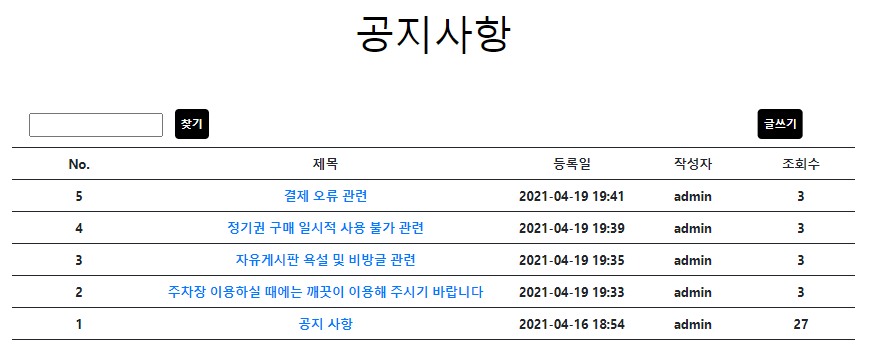 공지사항
찾기 글쓰기
No. 제목 등록일 작성자 조회수
5 결제 오류 관련 2021-04-19 19:41 admin 3
4 정기권 구매 일시적 사용 불가 관련 2021-04-19 19:39 admin 3
3 자유게시판 욕설 및 비방글 관련 2021-04-19 19:35 admin 3
2 주차장 이용하실 때에는 깨끗이 이용해 주시기 바랍니다 2021-04-19 19:33 admin 3
1 공지 사항 2021-04-16 18:54 admin 27